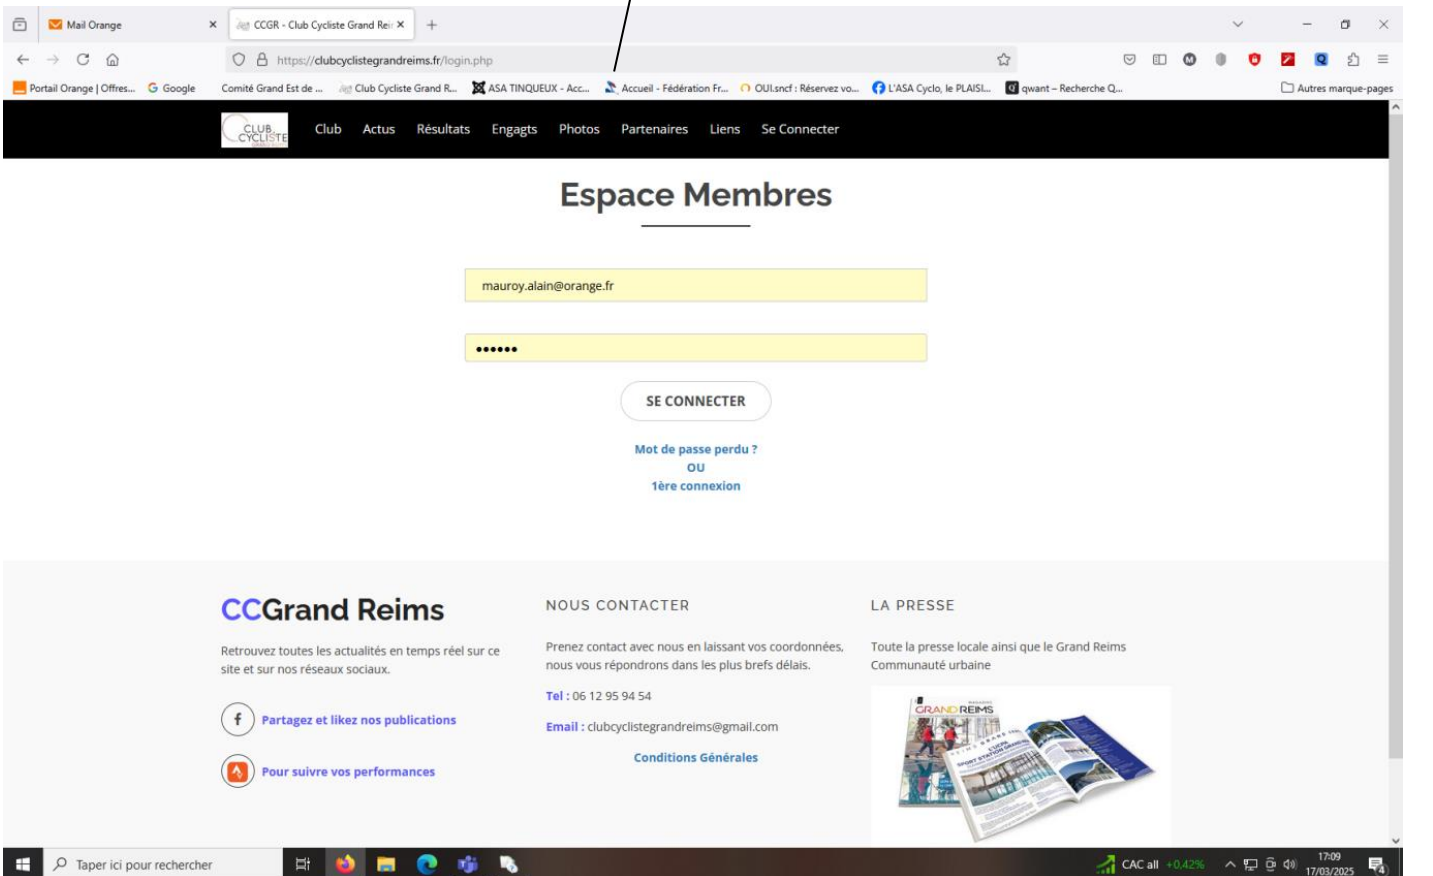 Mail Orange
CCGR - Club Cycliste Grand Rei
https://clubcyclistegrandreims.fr/login.php
Portail Orange | Offres... Google Comité Grand Est de ... Club Cycliste Grand R... ASA TINQUEUX - Acc... Accueil - Fédération Fr... OUI.sncf : Réservez vo... L'ASA Cyclo, le PLAISI... qwant – Recherche Q... Autres marque-pages
CLUB
CYCLISTE
Club Actus Résultats Engagts Photos Partenaires Liens Se Connecter
Espace Membres
mauroy.alain@orange.fr
••••••
SE CONNECTER
Mot de passe perdu ?
OU
1ère connexion
CCGrand Reims
Retrouvez toutes les actualités en temps réel sur ce
site et sur nos réseaux sociaux.
Partagez et likez nos publications
Pour suivre vos performances
NOUS CONTACTER
Prenez contact avec nous en laissant vos coordonnées,
nous vous répondrons dans les plus brefs délais.
Tel : 06 12 95 94 54
Email : clubcyclistegrandreims@gmail.com
Conditions Générales
LA PRESSE
Toute la presse locale ainsi que le Grand Reims
Communauté urbaine
GRAND REIMS
L'UCPA
SPORT STATION GRAND REIMS
Taper ici pour rechercher
CAC all +0,42%
17:09
17/03/2025
4